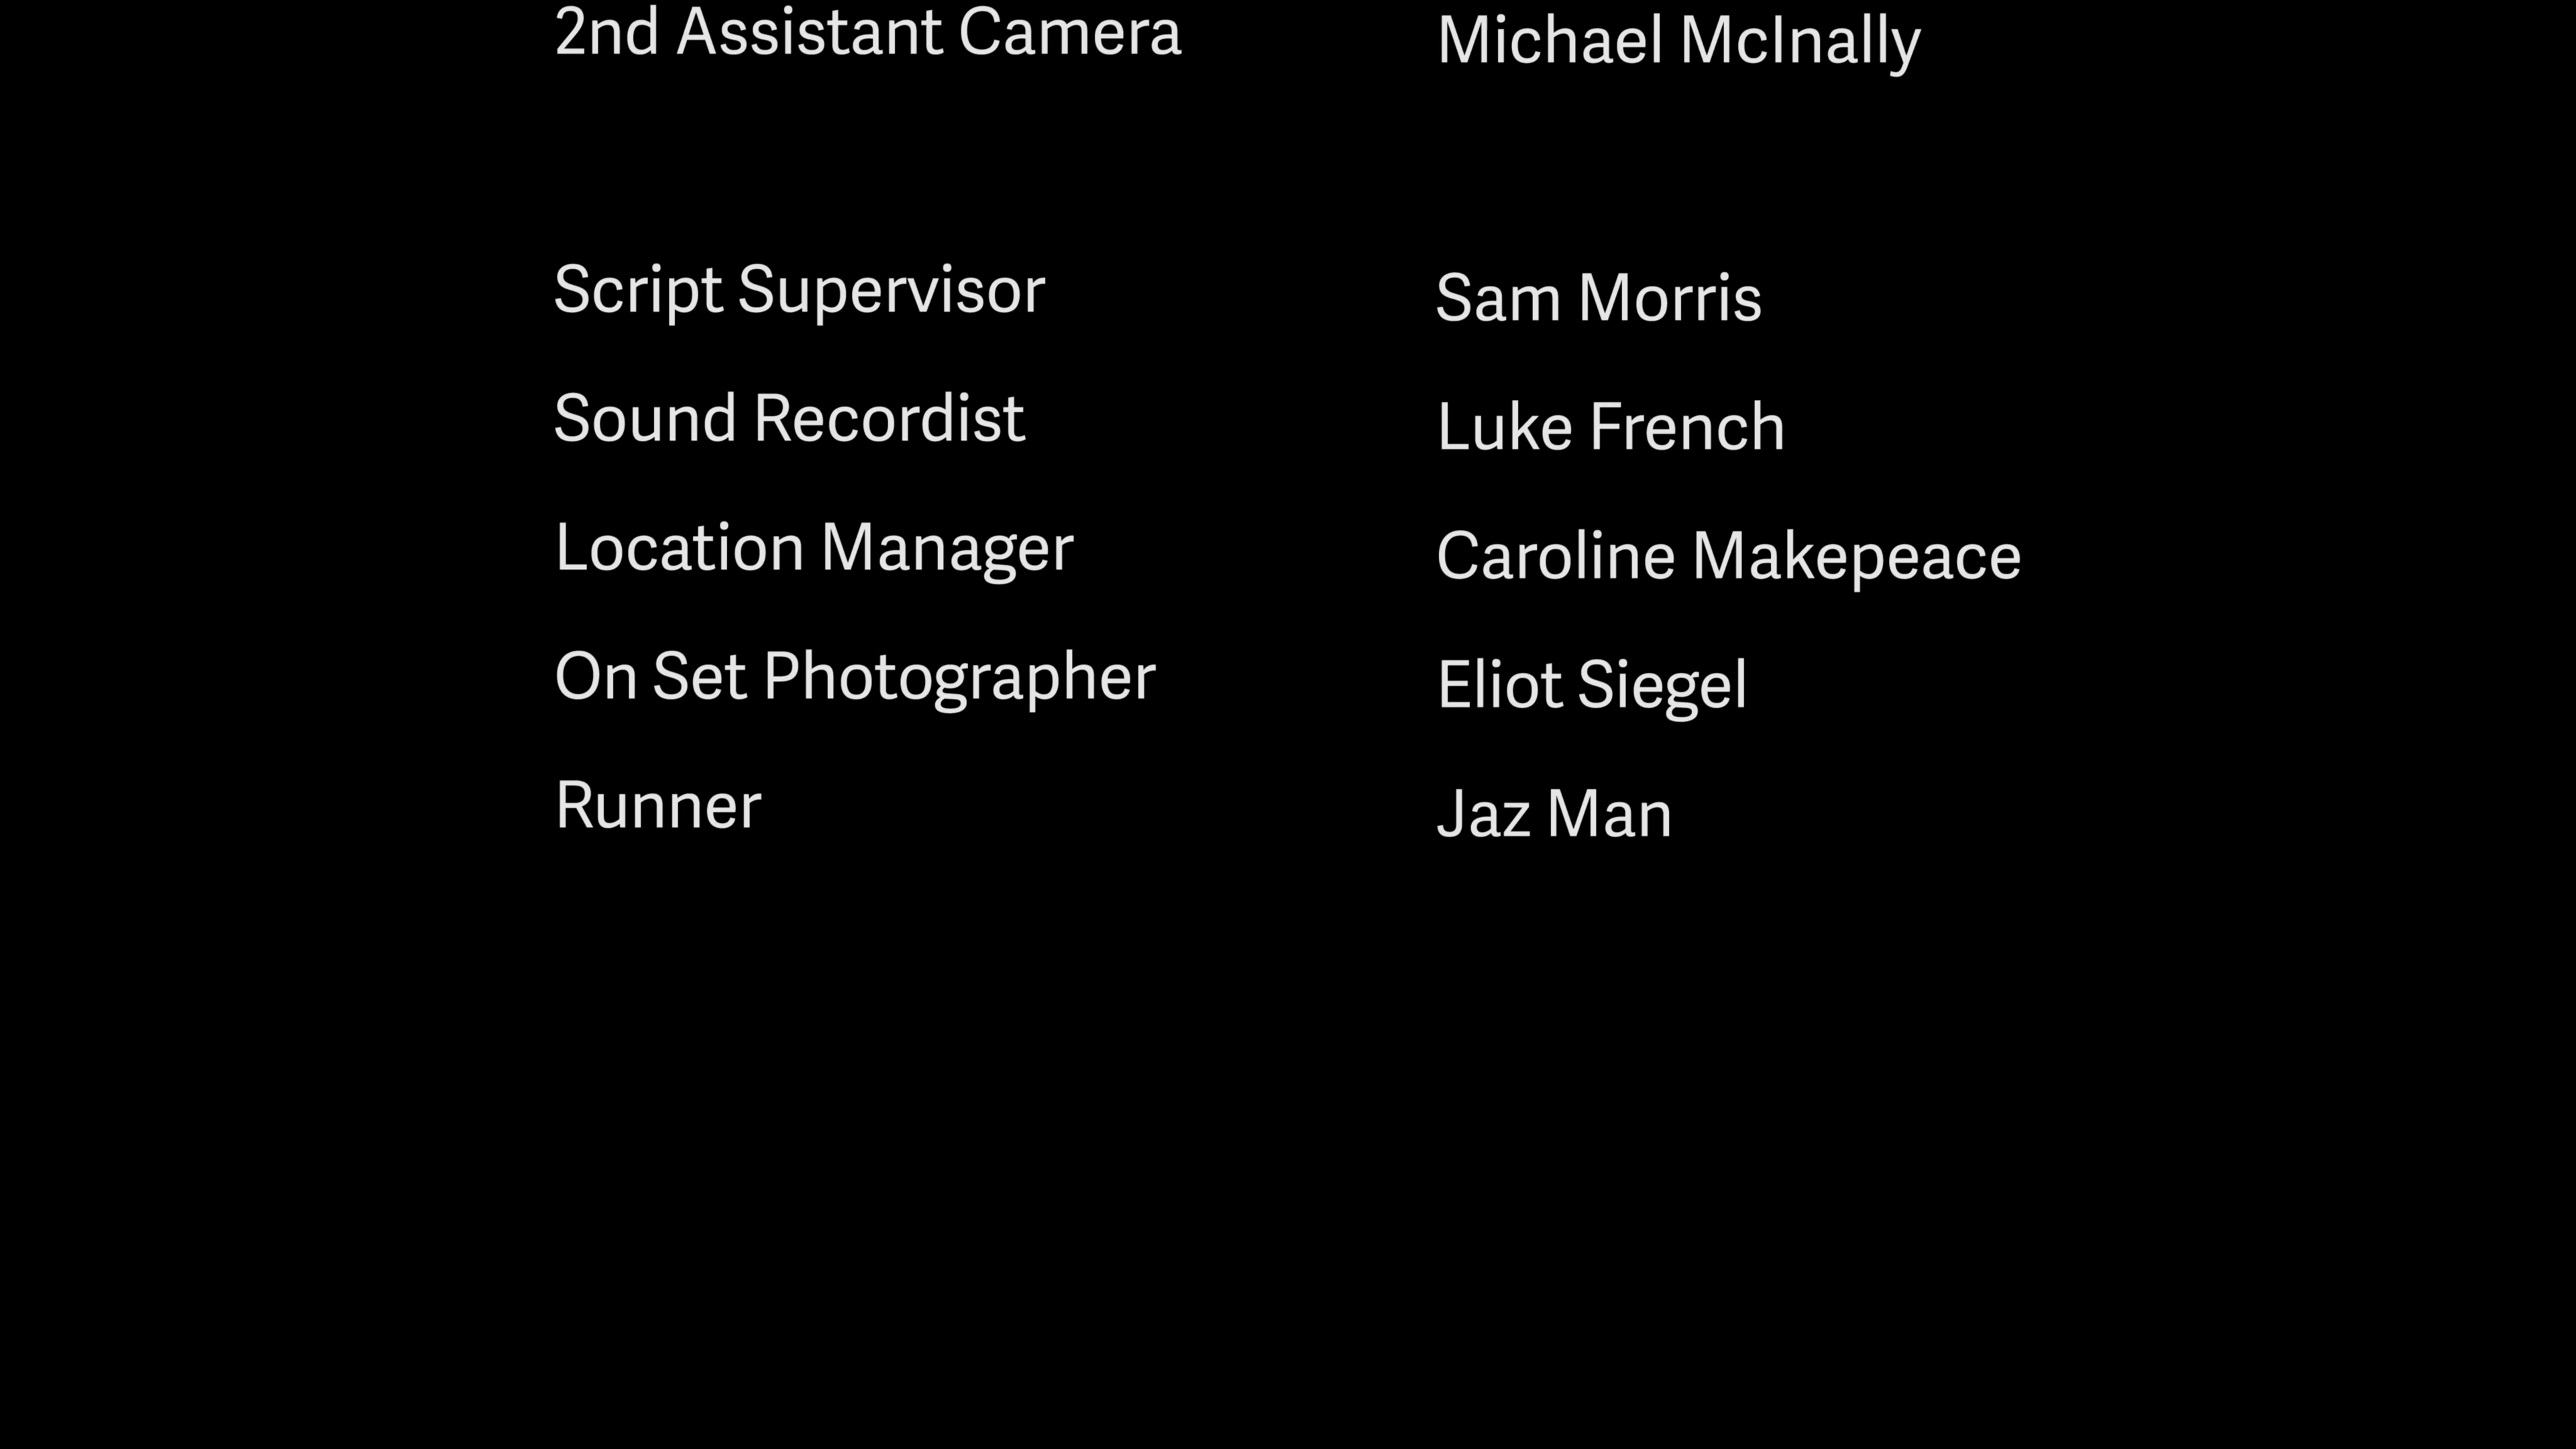 2nd Assistant Camera Michael McInally
Script Supervisor Sam Morris
Sound Recordist Luke French
Location Manager Caroline Makepeace
On Set Photographer Eliot Siegel
Runner Jaz Man